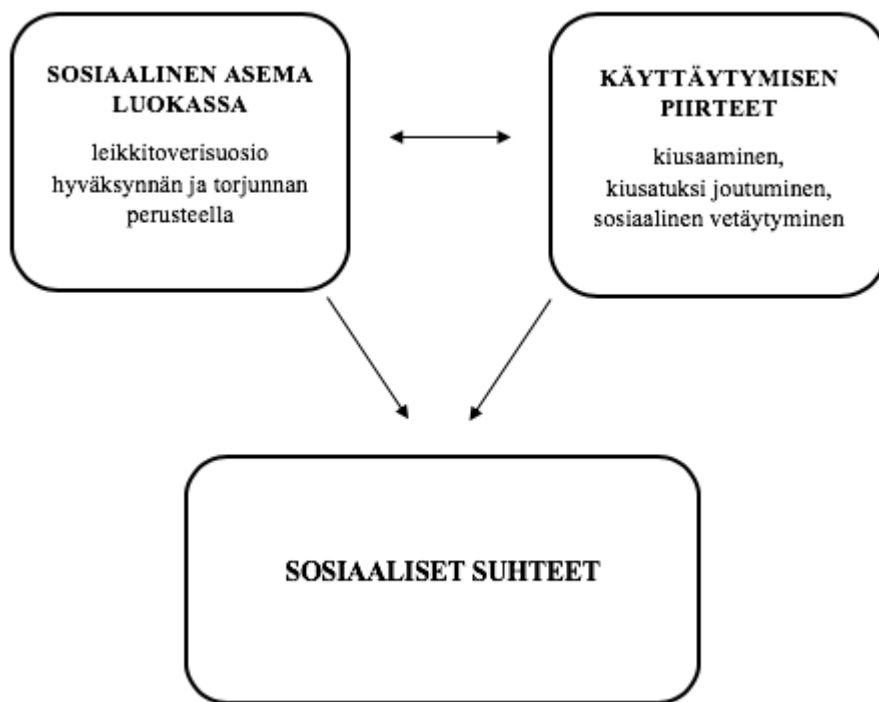 SOSIAALINEN ASEMA
LUOKASSA
leikkitoverisuosio
hyväksynnän ja torjunnan
perusteella
KÄYTTÄYTYMISEN
PIIRTEET
kiusaaminen,
kiusatuksi joutuminen,
sosiaalinen vetäytyminen
SOSIAALISET SUHTEET